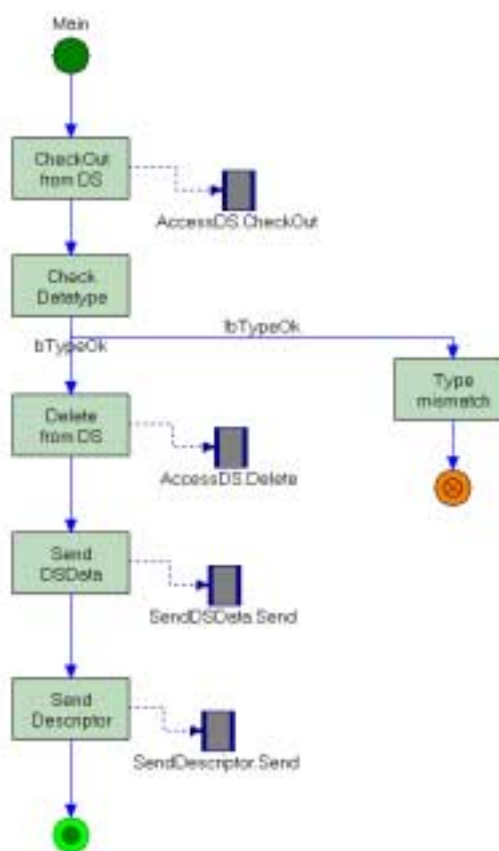 Main
CheckOut
from DS
AccessDS.CheckOut
Check
Datatype
!bTypeOk
bTypeOk
Type
mismatch
Delete
from DS
AccessDS.Delete
Send
DSData
SendDSData.Send
Send
Descriptor
SendDescriptor.Send